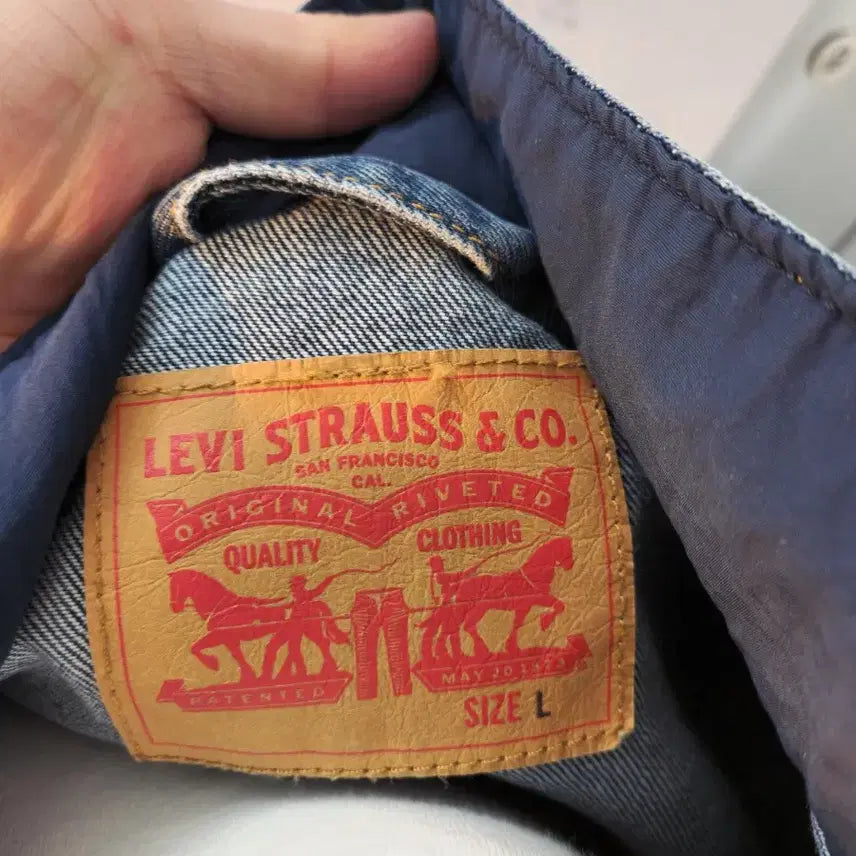 LEVI STRAUSS & CO.
SAN FRANCISCO
CAL.
ORIGINAL RIVETED
QUALITY CLOTHING
PATENTED MAY 20 1873
SIZE L